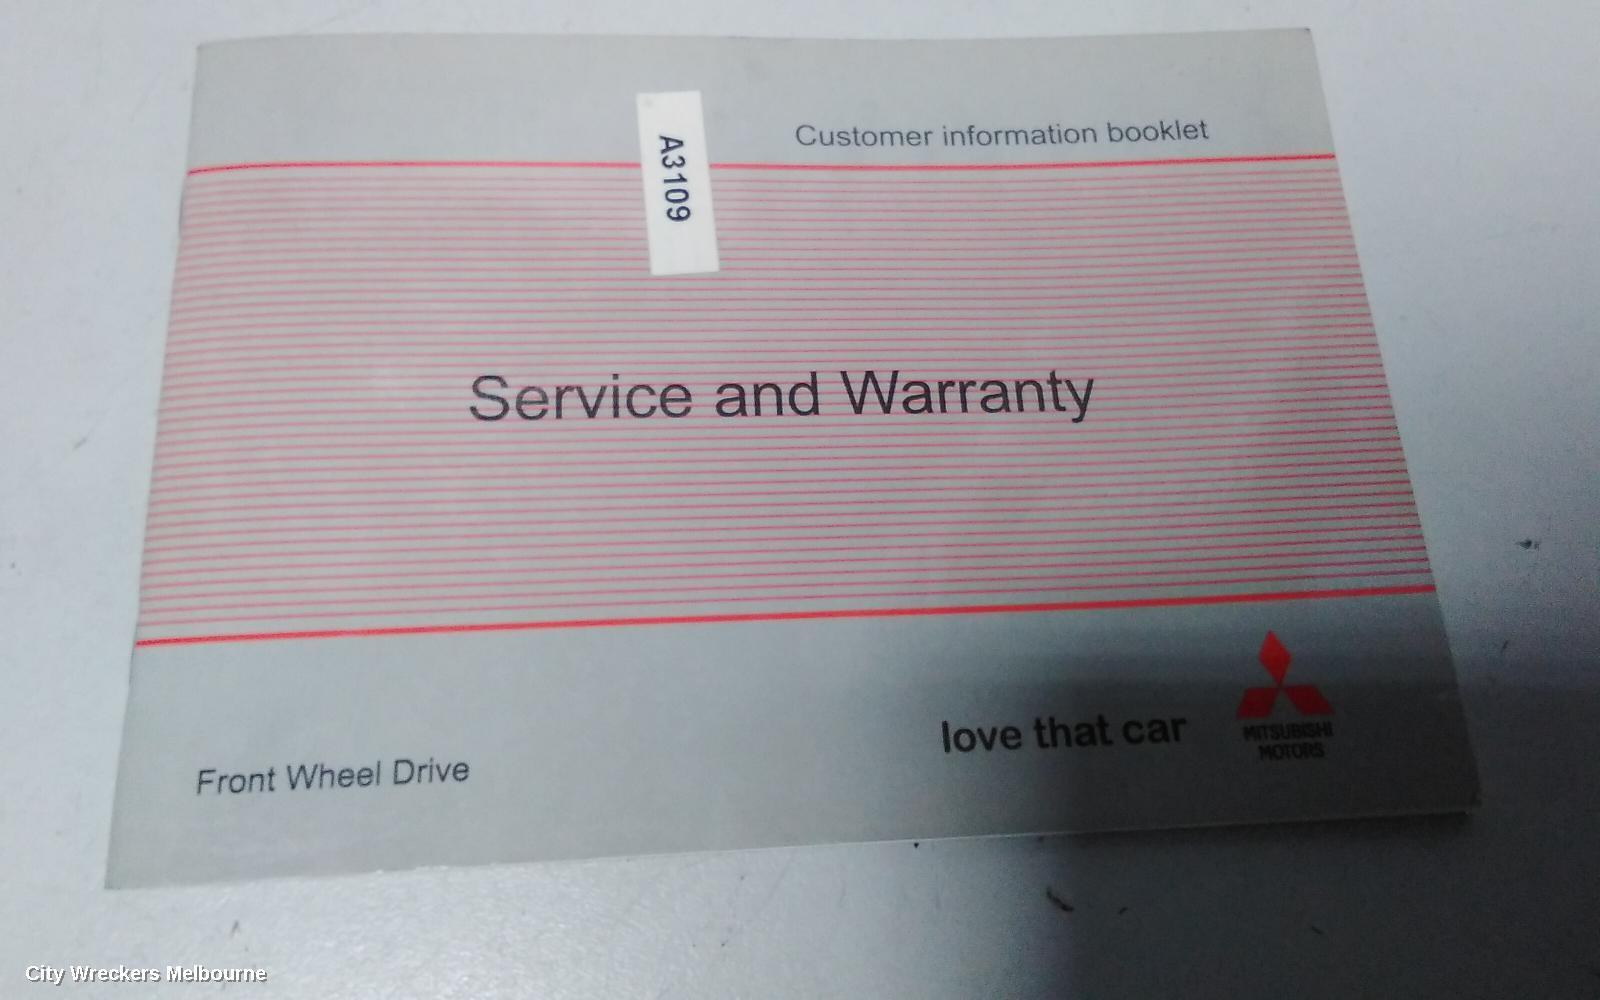 Customer information booklet
A3109
Service and Warranty
love that car
MITSUBISHI
MOTORS
Front Wheel Drive
City Wreckers Melbourne